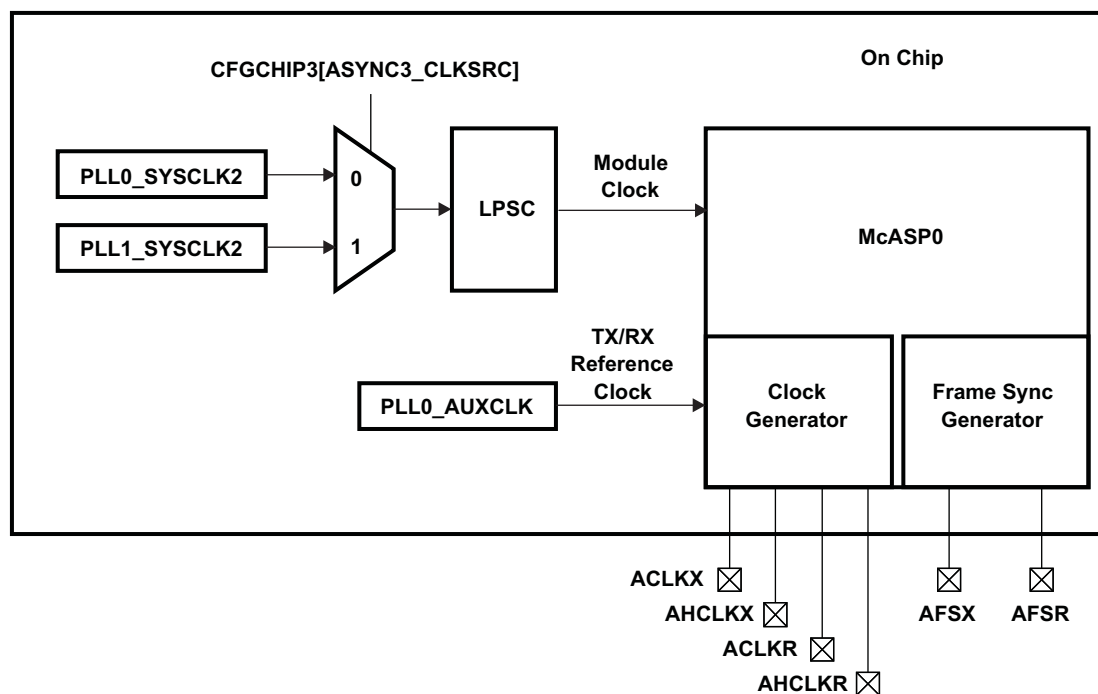 On Chip
CFGCHIP3[ASYNC3_CLKSRC]
PLL0_SYSCLK2
0
PLL1_SYSCLK2
1
LPSC
Module
Clock
McASP0
TX/RX
Reference
Clock
PLL0_AUXCLK
Clock
Generator
Frame Sync
Generator
ACLKX
AHCLKX
ACLKR
AHCLKR
AFSX
AFSR